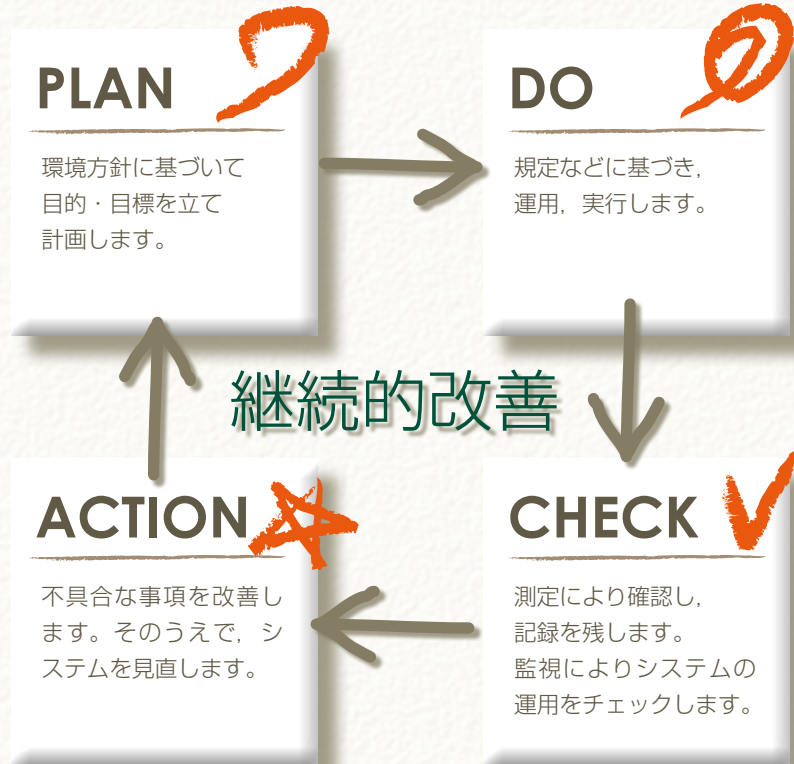 PLAN
環境方針に基づいて
目的・目標を立て
計画します。
DO
規定などに基づき，
運用，実行します。
継続的改善
ACTION
不具合な事項を改善し
ます。そのうえで，シ
ステムを見直します。
CHECK
測定により確認し，
記録を残します。
監視によりシステムの
運用をチェックします。